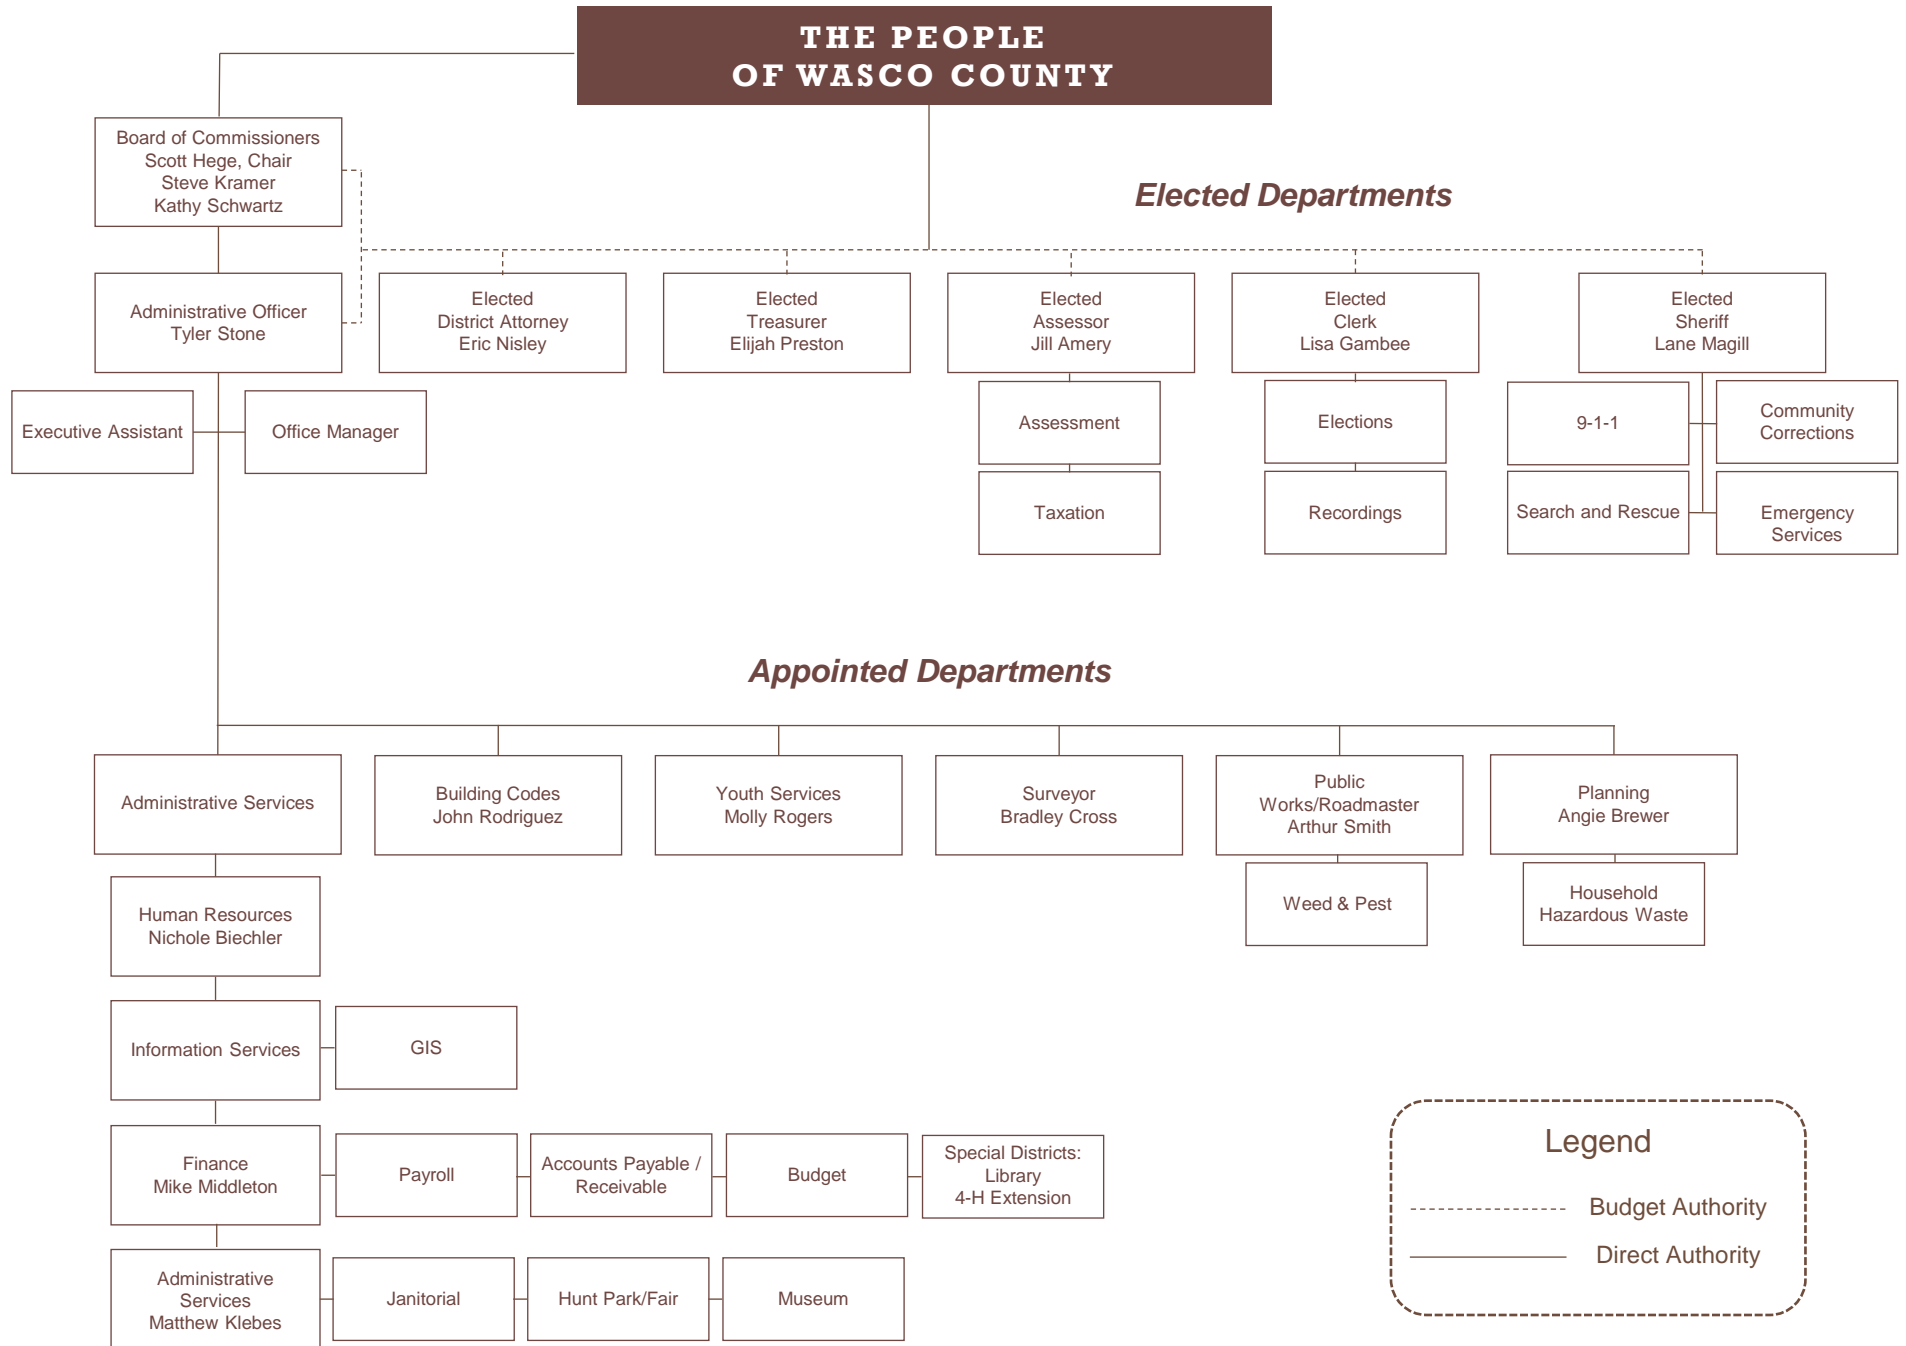 THE PEOPLE
OF WASCO COUNTY
Board of Commissioners
Scott Hege, Chair
Steve Kramer
Kathy Schwartz
Elected Departments
Administrative Officer
Tyler Stone
Elected
District Attorney
Eric Nisley
Elected
Treasurer
Elijah Preston
Elected
Assessor
Jill Amery
Elected
Clerk
Lisa Gambee
Elected
Sheriff
Lane Magill
Executive Assistant
Office Manager
Assessment
Elections
9-1-1
Community
Corrections
Taxation
Recordings
Search and Rescue
Emergency
Services
Appointed Departments
Administrative Services
Building Codes
John Rodriguez
Youth Services
Molly Rogers
Surveyor
Bradley Cross
Public
Works/Roadmaster
Arthur Smith
Planning
Angie Brewer
Human Resources
Nichole Biechler
Weed & Pest
Household
Hazardous Waste
Information Services
GIS
Finance
Mike Middleton
Payroll
Accounts Payable /
Receivable
Budget
Special Districts:
Library
4-H Extension
Administrative
Services
Matthew Klebes
Janitorial
Hunt Park/Fair
Museum
Legend
Budget Authority
Direct Authority